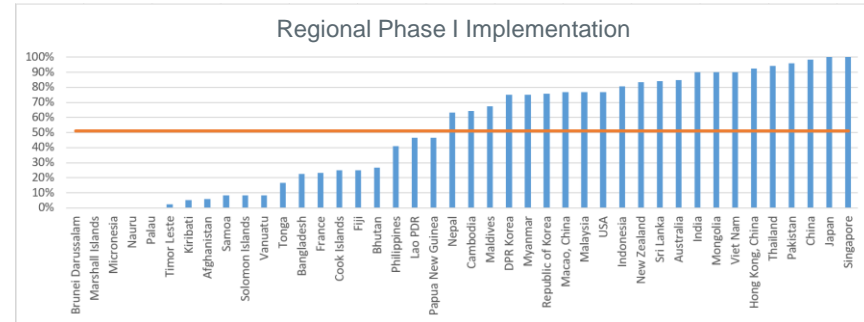 Regional Phase I Implementation
100%
90%
80%
70%
60%
50%
40%
30%
20%
10%
0%
Brunei Darussalam
Marshall Islands
Micronesia
Nauru
Palau
Timor Leste
Kiribati
Afghanistan
Samoa
Solomon Islands
Vanuatu
Tonga
Bangladesh
France
Cook Islands
Fiji
Bhutan
Philippines
Lao PDR
Papua New Guinea
Nepal
Cambodia
Maldives
DPR Korea
Myanmar
Republic of Korea
Macao, China
Malaysia
USA
Indonesia
New Zealand
Sri Lanka
Australia
India
Mongolia
Viet Nam
Hong Kong, China
Thailand
Pakistan
China
Japan
Singapore